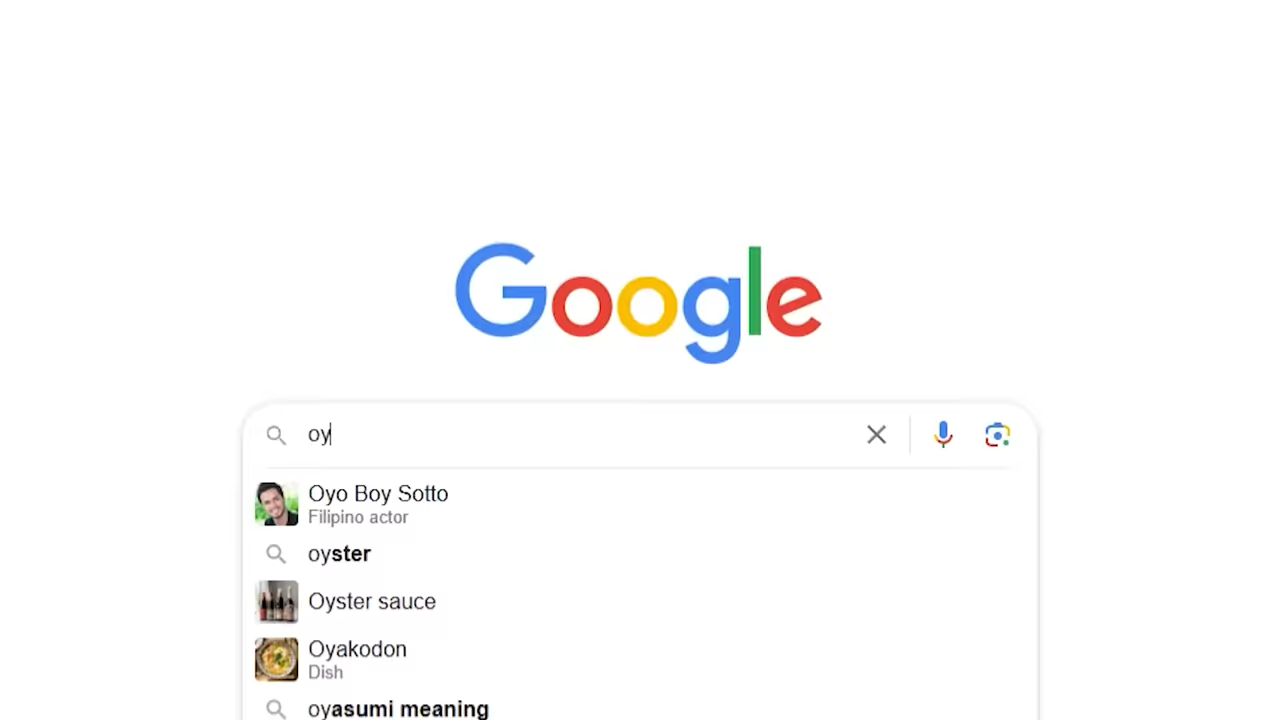 Google
oy
Oyo Boy Sotto
Filipino actor
oyster
Oyster sauce
Oyakodon
Dish
oyasumi meaning